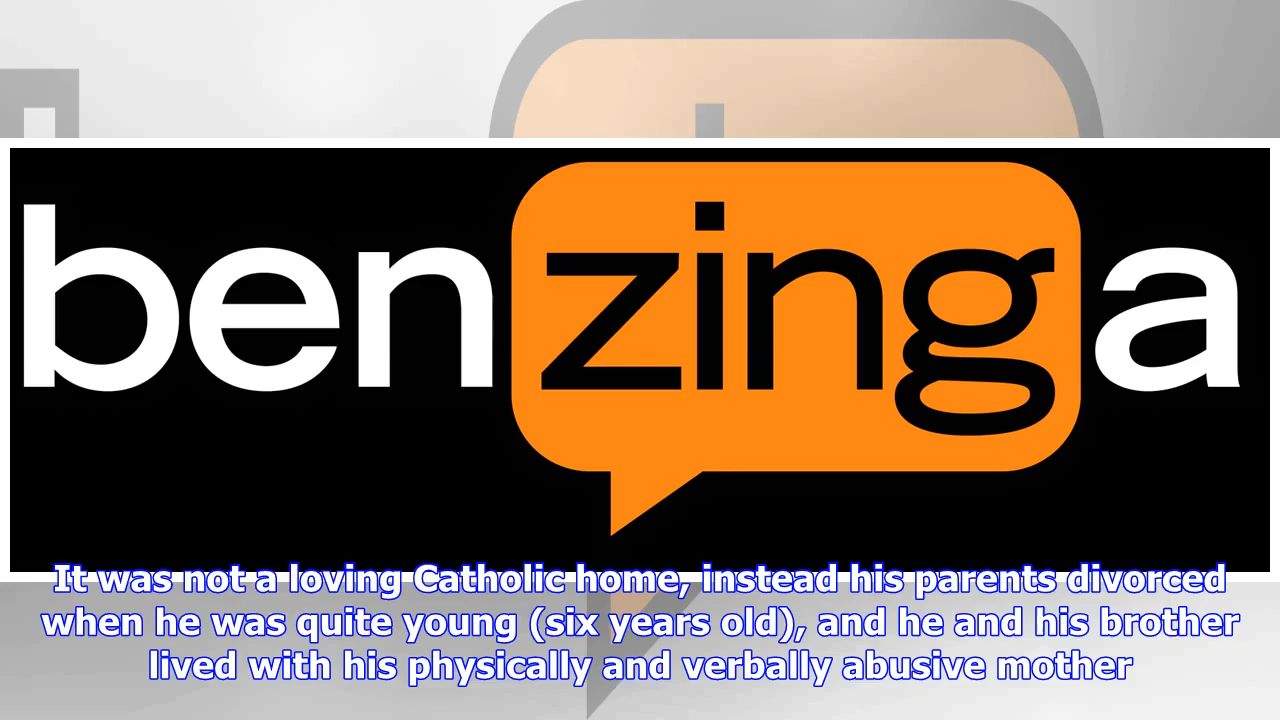 benzinga
It was not a loving Catholic home, instead his parents divorced
when he was quite young (six years old), and he and his brother
lived with his physically and verbally abusive mother